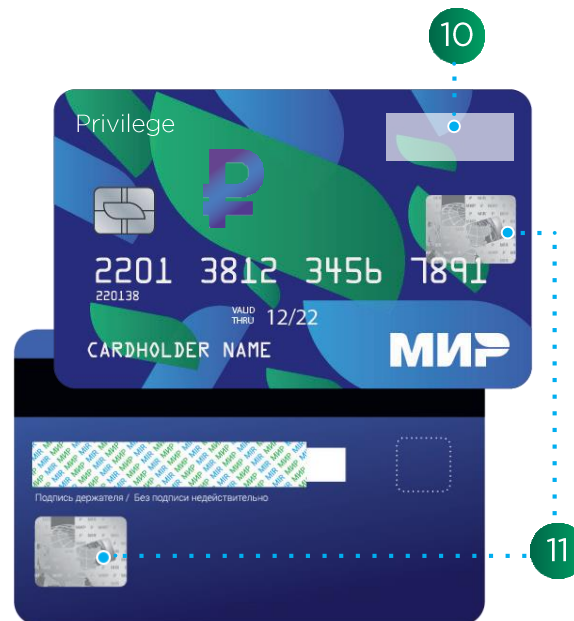 10
Privilege
2201 3812 3456 7891
220138
VALID
THRU 12/22
CARDHOLDER NAME
МИР
Подпись держателя / Без подписи недействительно
11